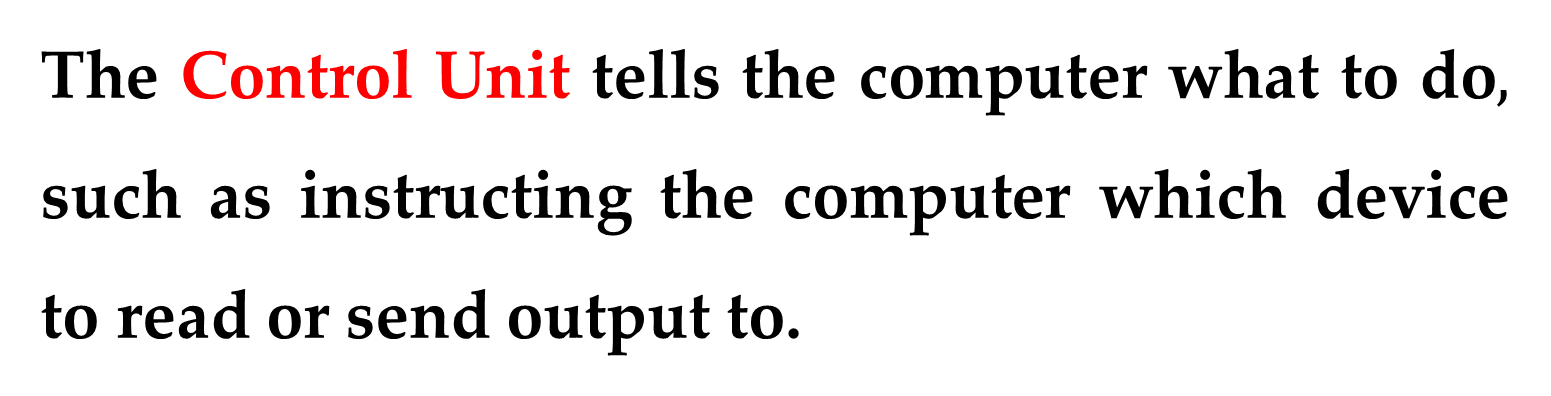 The Control Unit tells the computer what to do,
such as instructing the computer which device
to read or send output to.